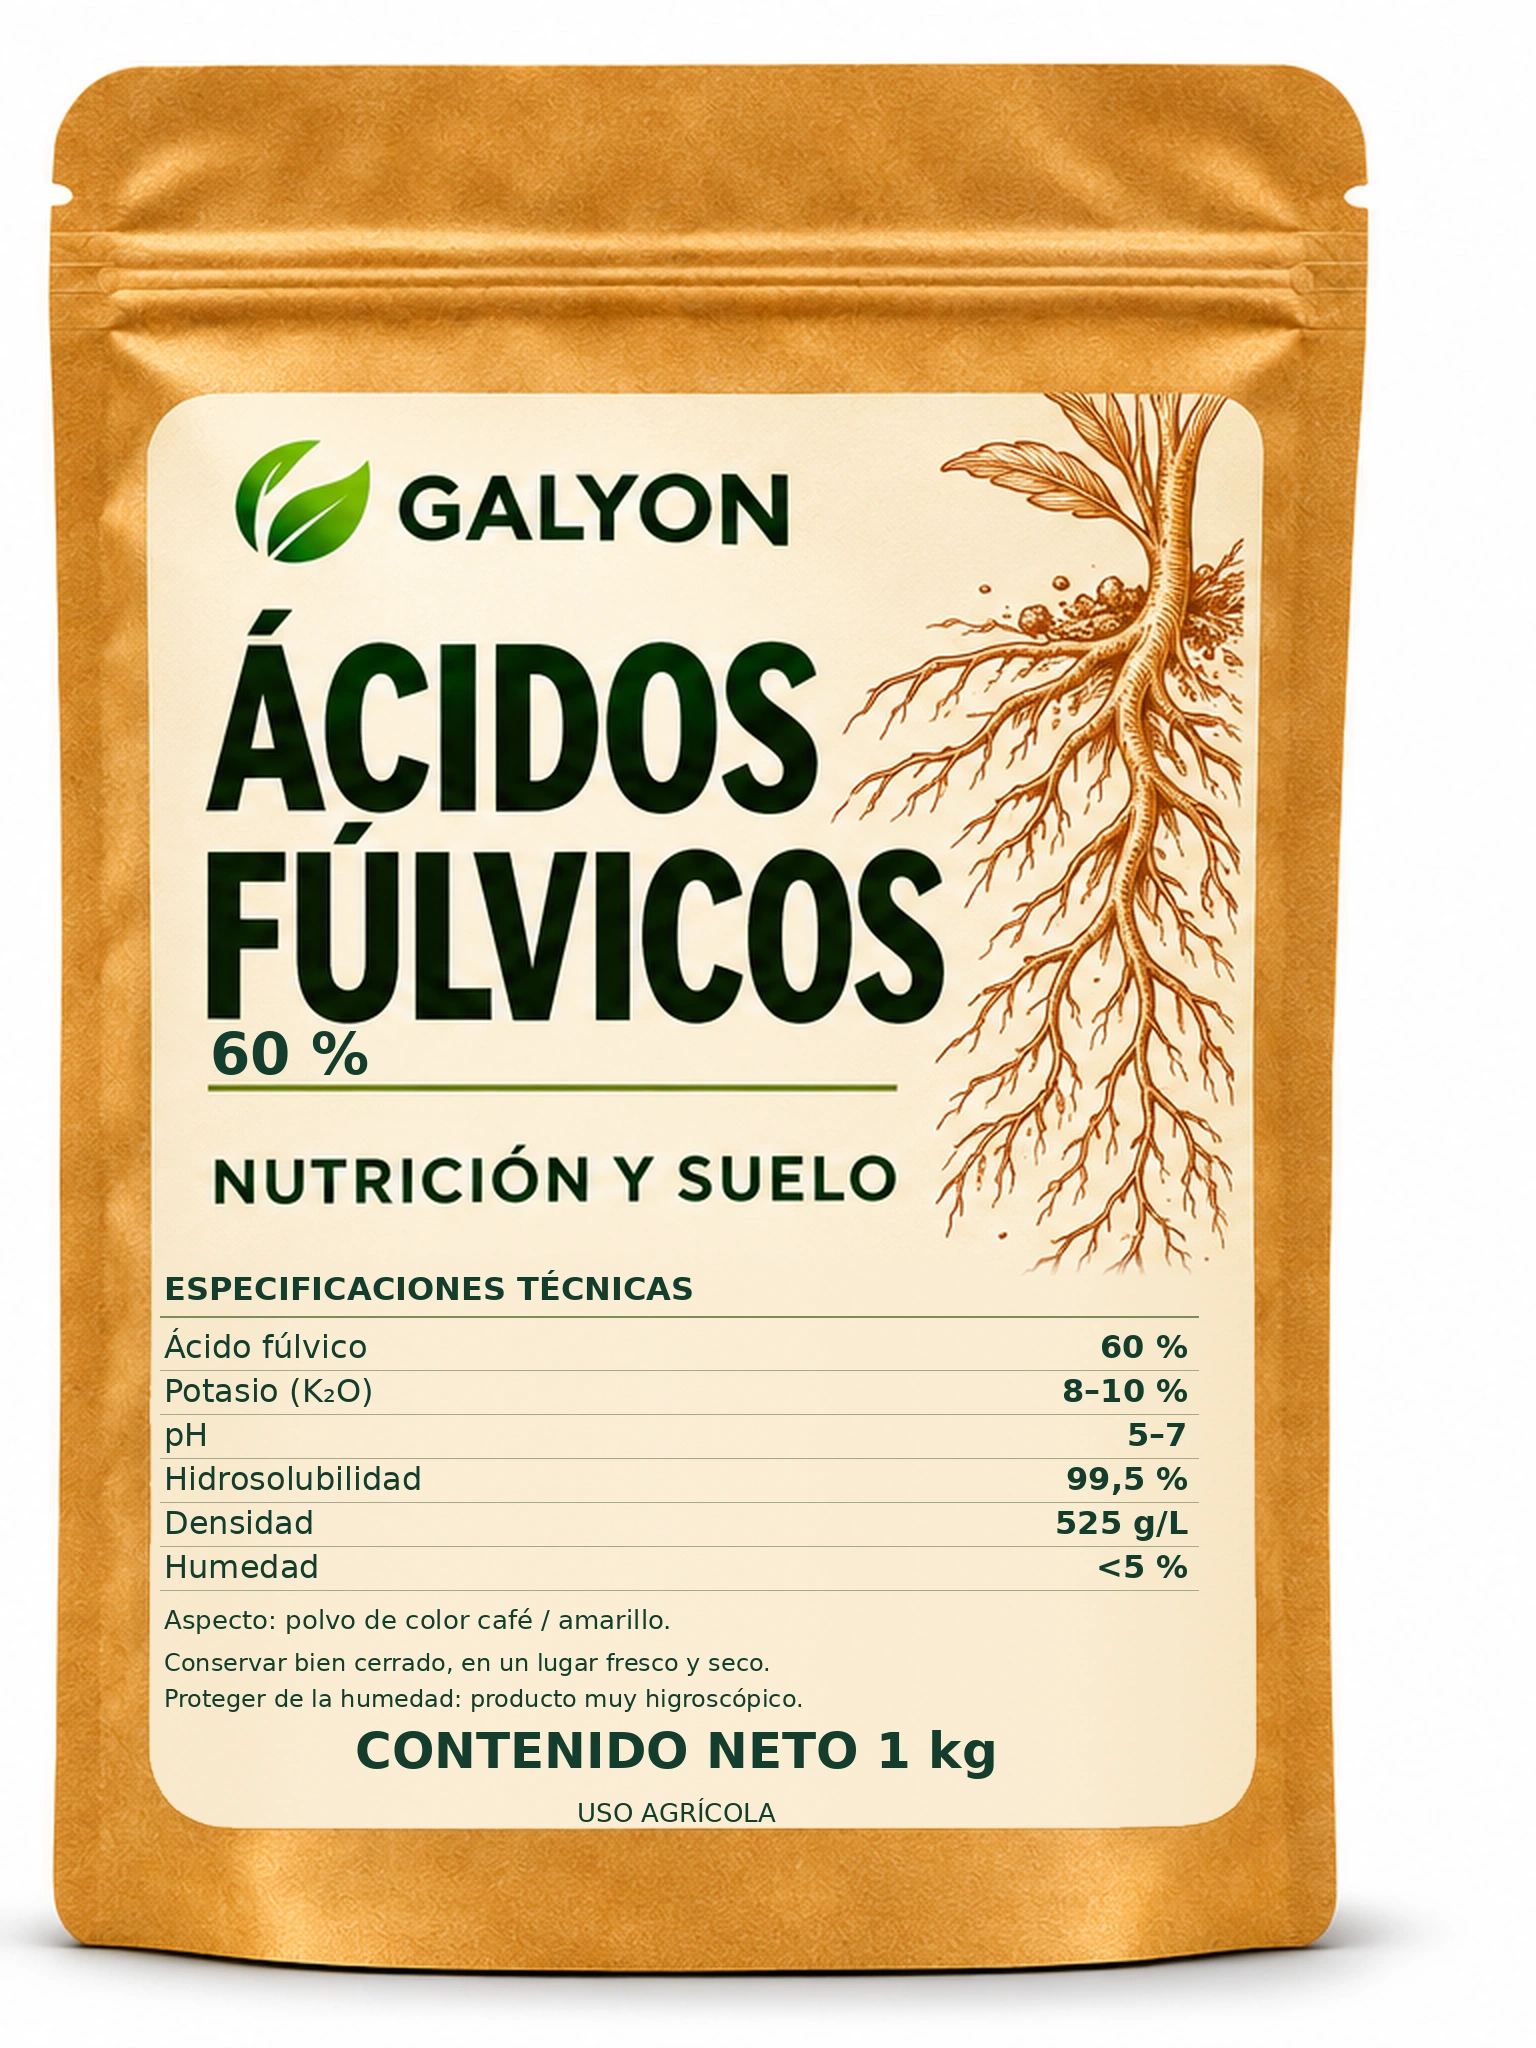 GALYON
ÁCIDOS
FÚLVICOS
60 %
NUTRICIÓN Y SUELO
ESPECIFICACIONES TÉCNICAS
Ácido fúlvico 60 %
Potasio (K₂O) 8–10 %
pH 5–7
Hidrosolubilidad 99,5 %
Densidad 525 g/L
Humedad <5 %
Aspecto: polvo de color café / amarillo.
Conservar bien cerrado, en un lugar fresco y seco.
Proteger de la humedad: producto muy higroscópico.
CONTENIDO NETO 1 kg
USO AGRÍCOLA